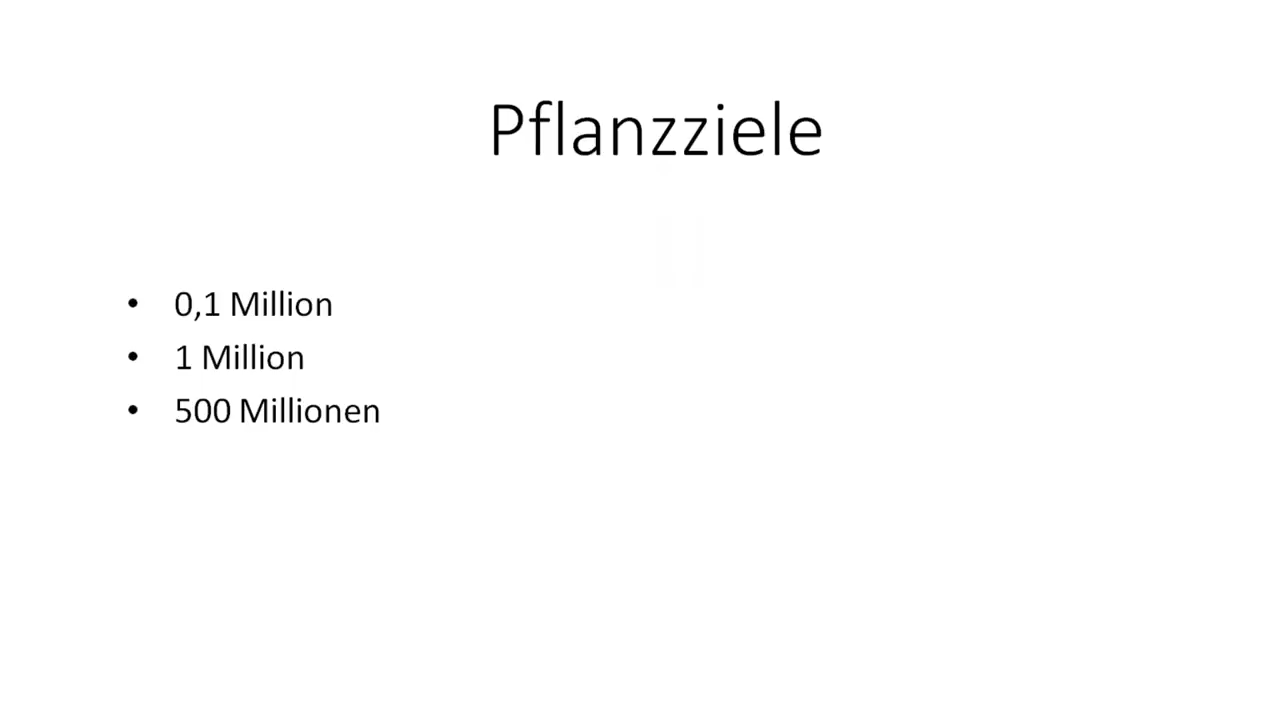 Pflanzziele
• 0,1 Million
• 1 Million
• 500 Millionen